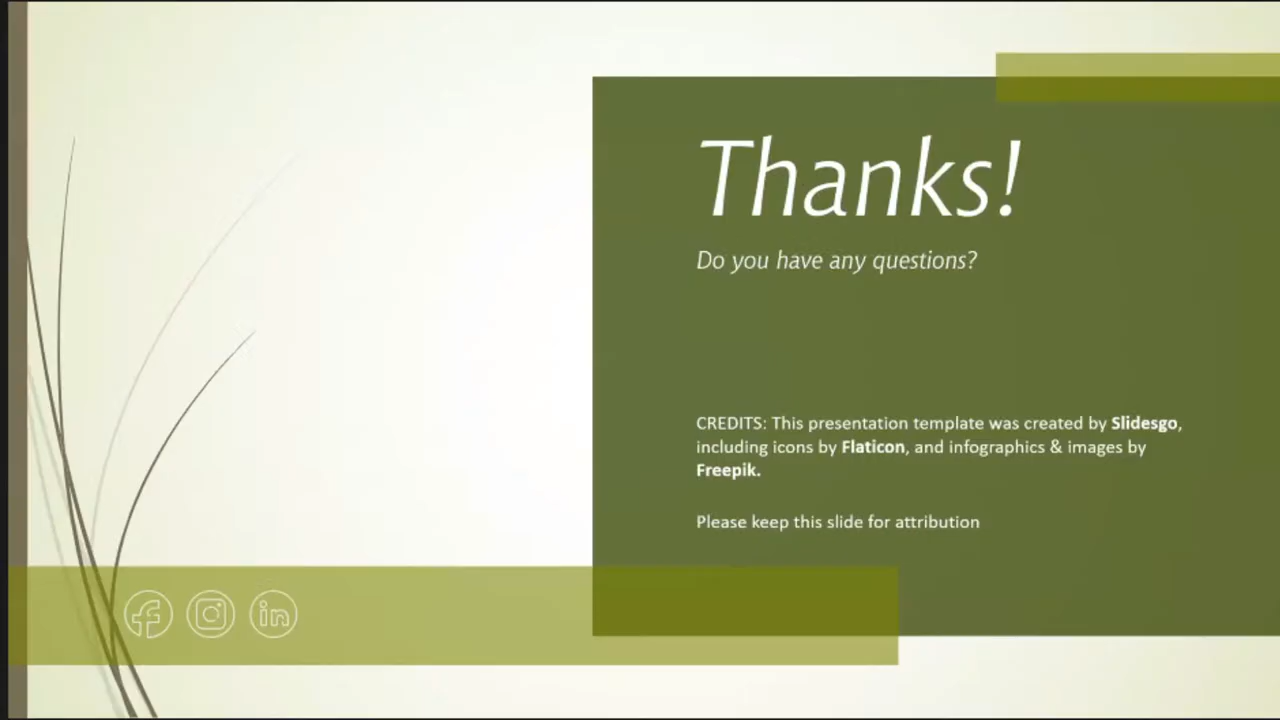 Thanks!
Do you have any questions?
CREDITS: This presentation template was created by Slidesgo,
including icons by Flaticon, and infographics & images by
Freepik.
Please keep this slide for attribution